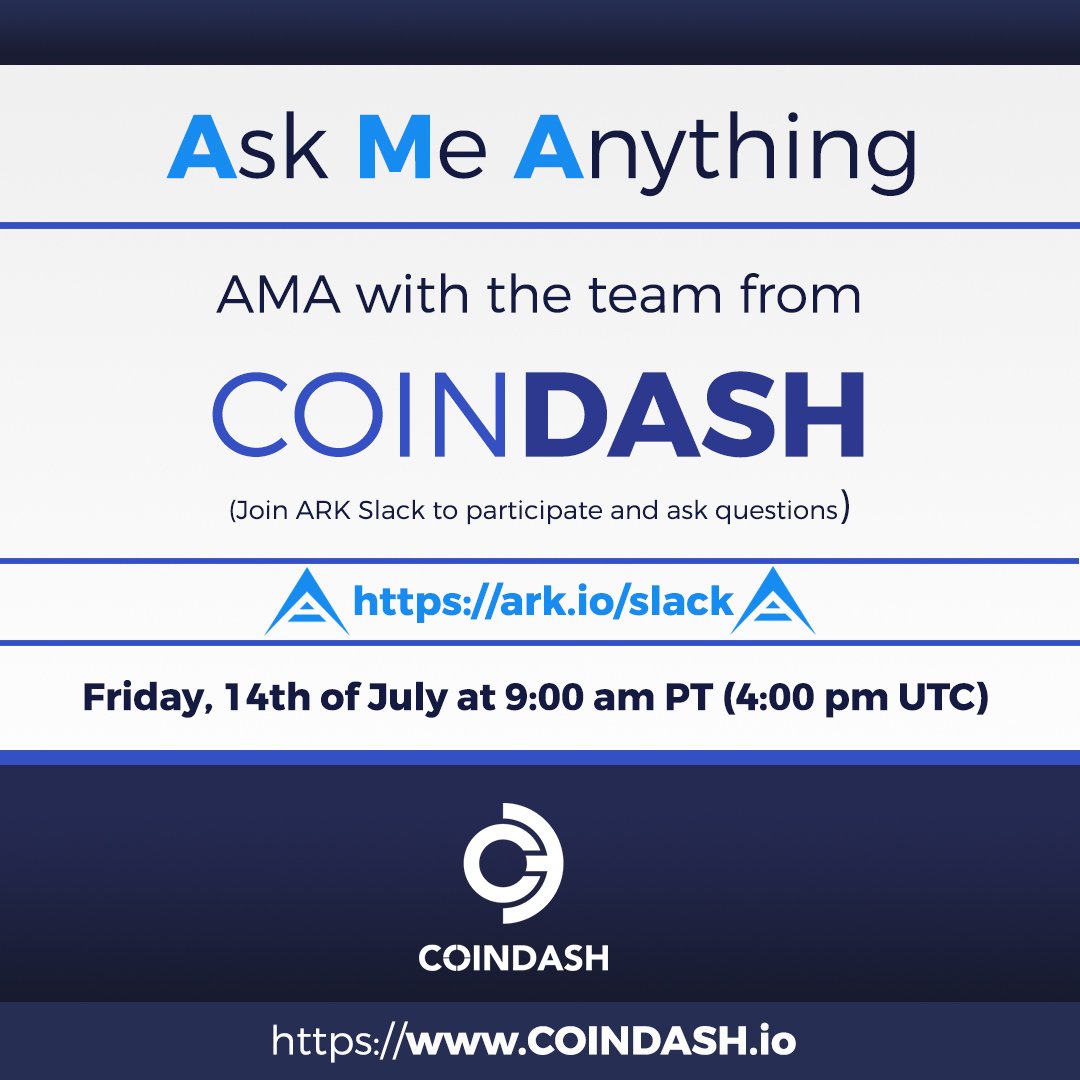 Ask Me Anything
AMA with the team from
COINDASH
(Join ARK Slack to participate and ask questions)
https://ark.io/slack
Friday, 14th of July at 9:00 am PT (4:00 pm UTC)
COINDASH
https://www.COINDASH.io